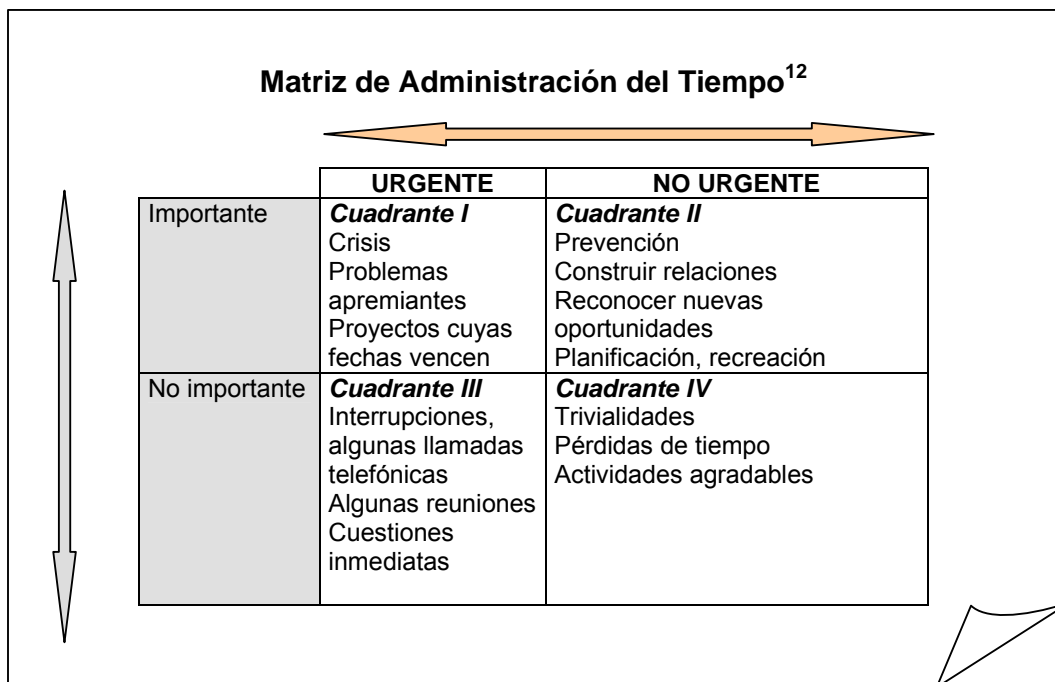 Matriz de Administración del Tiempo12
URGENTE
NO URGENTE
Importante
Cuadrante I
Crisis
Problemas
apremiantes
Proyectos cuyas
fechas vencen
Cuadrante II
Prevención
Construir relaciones
Reconocer nuevas
oportunidades
Planificación, recreación
No importante
Cuadrante III
Interrupciones,
algunas llamadas
telefónicas
Algunas reuniones
Cuestiones
inmediatas
Cuadrante IV
Trivialidades
Pérdidas de tiempo
Actividades agradables